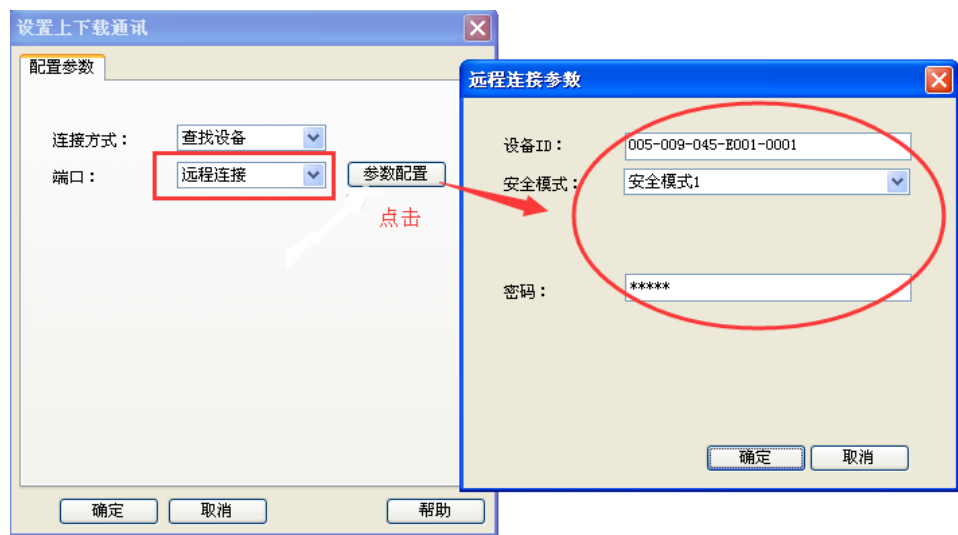 设置上下载通讯
配置参数
连接方式：
查找设备
端口：
远程连接
参数配置
点击
确定
取消
帮助
远程连接参数
设备ID：
005-009-045-E001-0001
安全模式：
安全模式1
密码：
*****
确定
取消